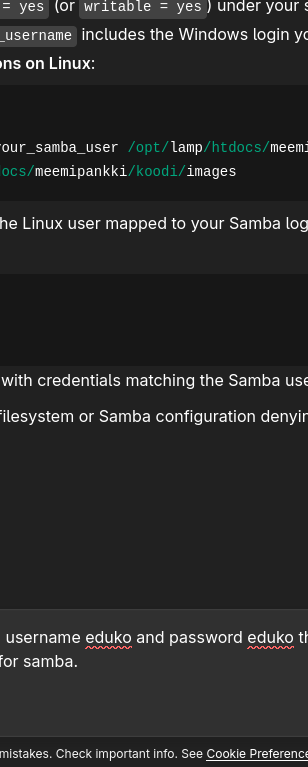 = yes (or writable = yes) under your s
_username includes the Windows login yo
ons on Linux:
your_samba_user /opt/lamp/htdocs/meemi
docs/meemipankki/koodi/images
he Linux user mapped to your Samba log
with credentials matching the Samba use
filesystem or Samba configuration denyin
username eduko and password eduko th
for samba.
mistakes. Check important info. See Cookie Preference